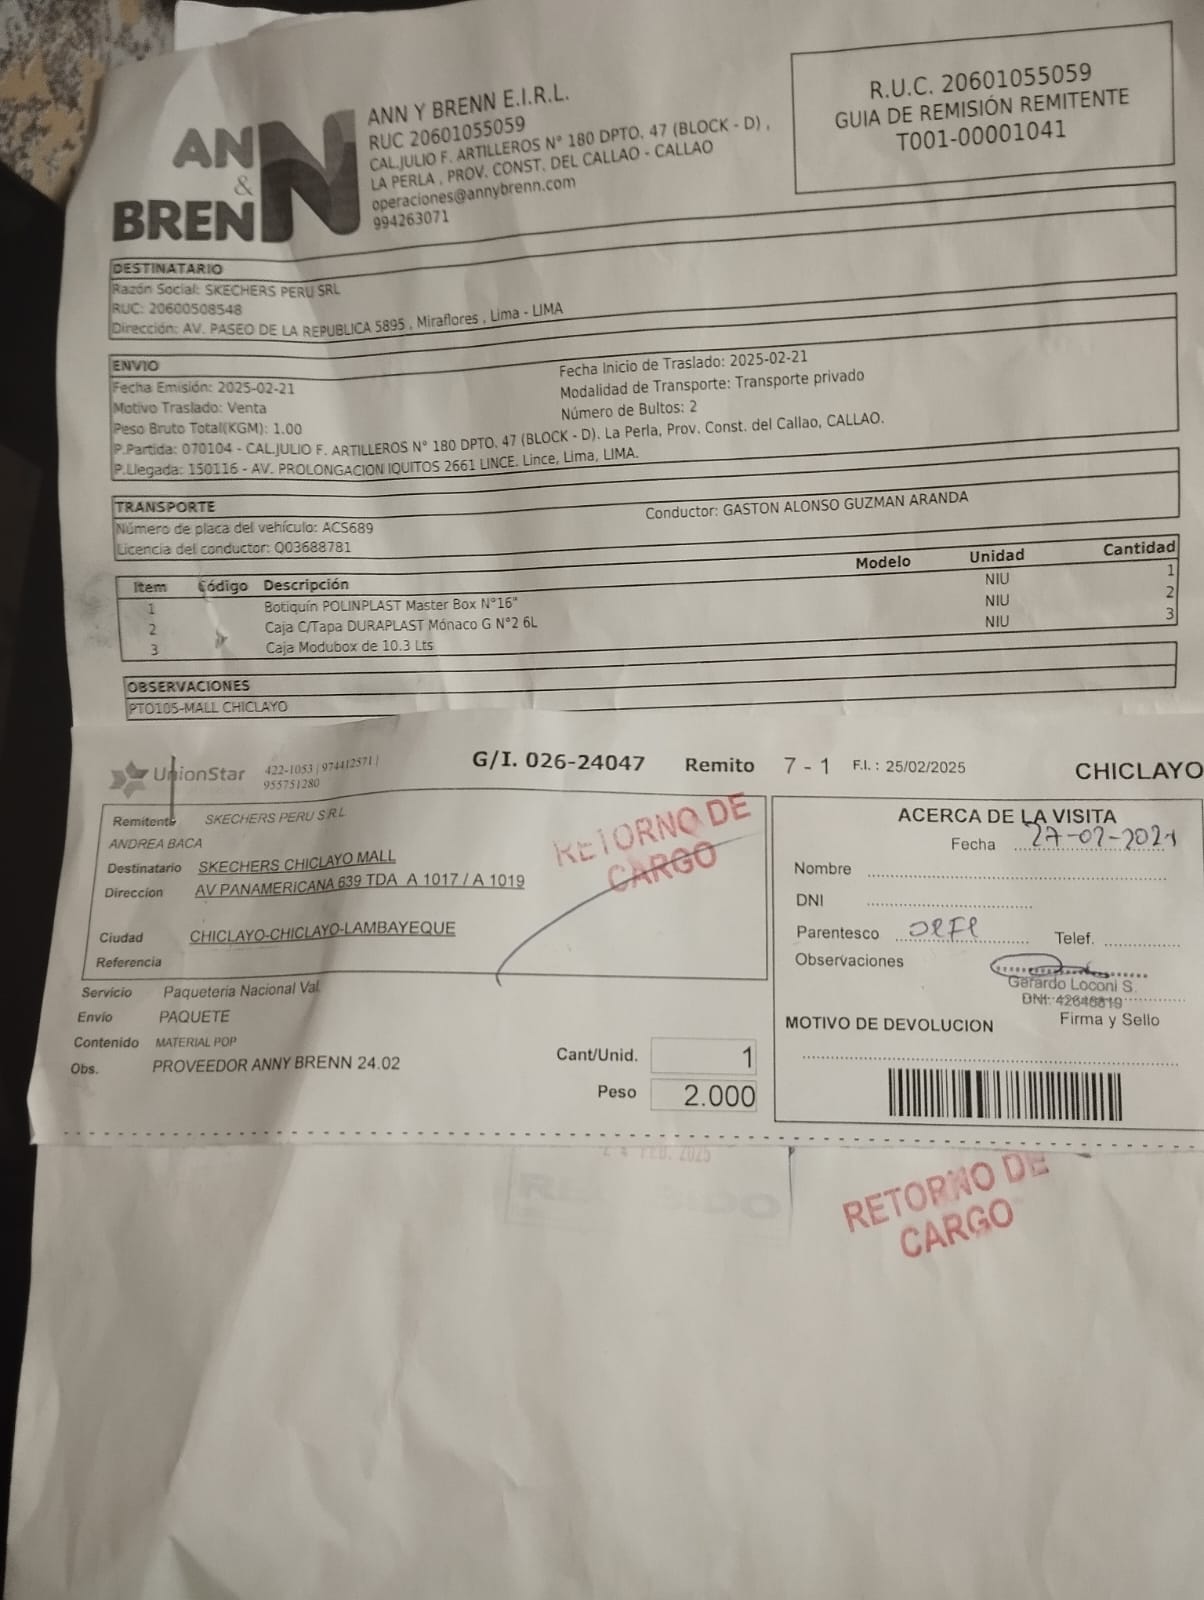 AN
&
BRENN
ANN Y BRENN E.I.R.L.
RUC 20601055059
CAL.JULIO F. ARTILLEROS N° 180 DPTO. 47 (BLOCK - D) ,
LA PERLA , PROV. CONST. DEL CALLAO - CALLAO
operaciones@annybrenn.com
994263071
R.U.C. 20601055059
GUIA DE REMISIÓN REMITENTE
T001-00001041
DESTINATARIO
Razón Social: SKECHERS PERU SRL
RUC: 20600508548
Dirección: AV. PASEO DE LA REPUBLICA 5895 , Miraflores , Lima - LIMA
ENVIO
Fecha Emisión: 2025-02-21 Fecha Inicio de Traslado: 2025-02-21
Motivo Traslado: Venta Modalidad de Transporte: Transporte privado
Peso Bruto Total(KGM): 1.00 Número de Bultos: 2
P.Partida: 070104 - CAL.JULIO F. ARTILLEROS N° 180 DPTO. 47 (BLOCK - D). La Perla, Prov. Const. del Callao, CALLAO.
P.Llegada: 150116 - AV. PROLONGACION IQUITOS 2661 LINCE. Lince, Lima, LIMA.
TRANSPORTE
Número de placa del vehículo: ACS689 Conductor: GASTON ALONSO GUZMAN ARANDA
Licencia del conductor: Q03688781
Item Código Descripción Modelo Unidad Cantidad
1 Botiquín POLINPLAST Master Box N°16" NIU 1
2 Caja C/Tapa DURAPLAST Mónaco G N°2 6L NIU 2
3 Caja Modubox de 10.3 Lts NIU 3
OBSERVACIONES
PTO105-MALL CHICLAYO
UnionStar
422-1053 | 974412571 |
955751280
G/I. 026-24047 Remito 7 - 1 F.I. : 25/02/2025 CHICLAYO
Remitente SKECHERS PERU SRL
ANDREA BACA
Destinatario SKECHERS CHICLAYO MALL
Direccion AV PANAMERICANA 639 TDA A 1017 / A 1019
Ciudad CHICLAYO-CHICLAYO-LAMBAYEQUE
Referencia
RETORNO DE
CARGO
Servicio Paqueteria Nacional Val.
Envio PAQUETE
Contenido MATERIAL POP
Obs. PROVEEDOR ANNY BRENN 24.02
Cant/Unid. 1
Peso 2.000
ACERCA DE LA VISITA
Fecha 27-02-2021
Nombre
DNI
Parentesco Telef.
Observaciones
Gerardo Loconi S.
DNI: 42648819
Firma y Sello
MOTIVO DE DEVOLUCION
FEB. 2025
RETORNO DE
CARGO